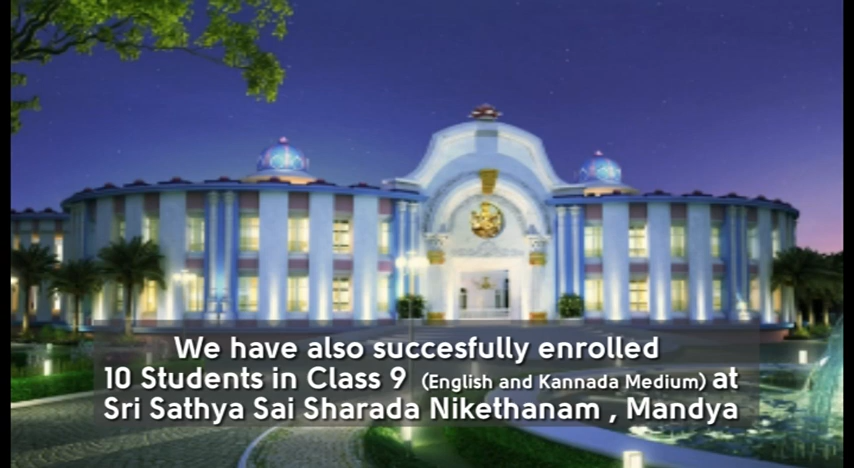 We have also succesfully enrolled
10 Students in Class 9 (English and Kannada Medium) at
Sri Sathya Sai Sharada Nikethanam , Mandya